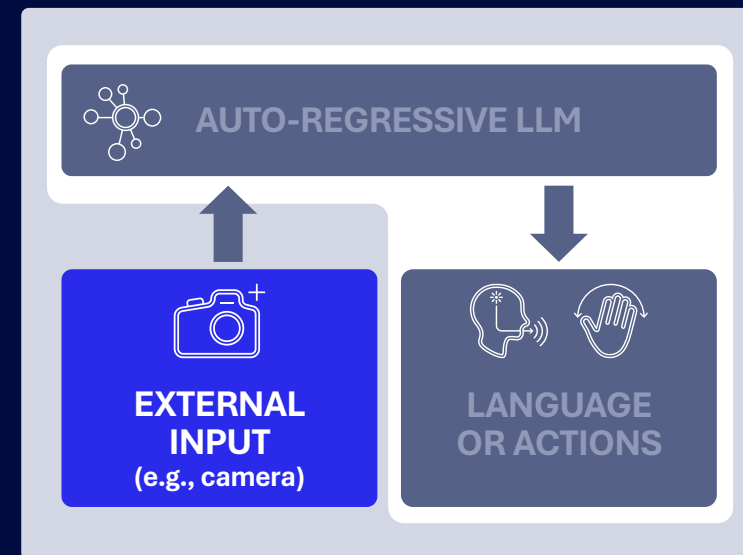 AUTO-REGRESSIVE LLM
EXTERNAL
INPUT
(e.g., camera)
LANGUAGE
OR ACTIONS